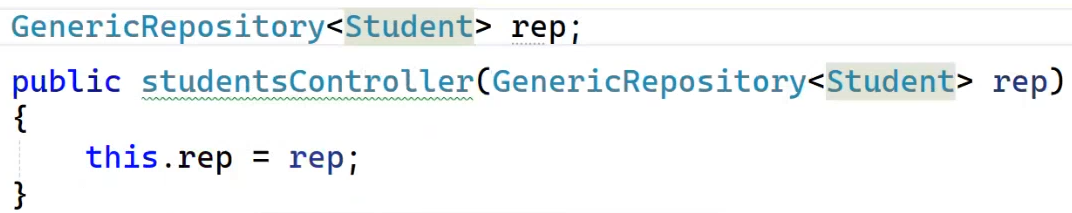 GenericRepository<Student> rep;
public studentsController(GenericRepository<Student> rep)
{
this.rep = rep;
}